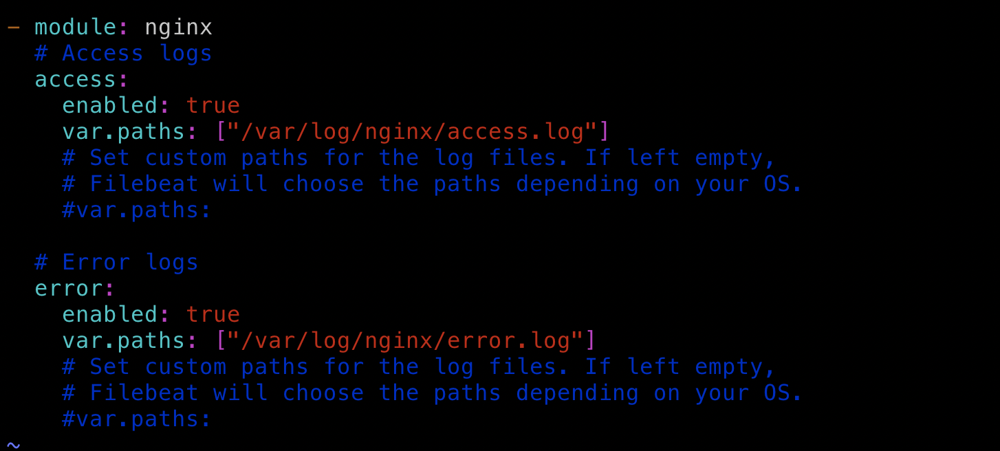 - module: nginx
  # Access logs
  access:
    enabled: true
    var.paths: ["/var/log/nginx/access.log"]
    # Set custom paths for the log files. If left empty,
    # Filebeat will choose the paths depending on your OS.
    #var.paths:

  # Error logs
  error:
    enabled: true
    var.paths: ["/var/log/nginx/error.log"]
    # Set custom paths for the log files. If left empty,
    # Filebeat will choose the paths depending on your OS.
    #var.paths:
~